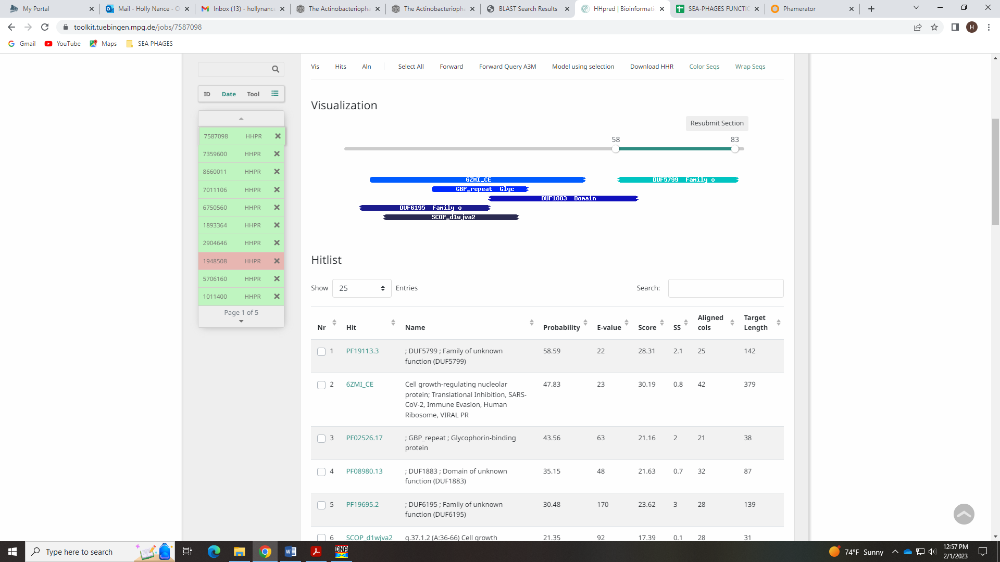 My Portal
Mail - Holly Nance - O
Inbox (13) - hollynance
The Actinobacteriopha
The Actinobacteriopha
BLAST Search Results
HHpred | Bioinformati
SEA-PHAGES FUNCTIO
Phamerator
toolkit.tuebingen.mpg.de/jobs/7587098
H
Gmail
YouTube
Maps
SEA PHAGES
Vis Hits Aln Select All Forward Forward Query A3M Model using selection Download HHR Color Seqs Wrap Seqs
ID Date Tool
7587098 HHPR
7359600 HHPR
8660011 HHPR
7011106 HHPR
6750560 HHPR
1893364 HHPR
2904646 HHPR
1948508 HHPR
5706160 HHPR
1011400 HHPR
Page 1 of 5
Visualization
Resubmit Section
58 83
6ZMI_CE DUF5799 Family o
GBP_repeat Glyc
DUF1883 Domain
DUF6195 Family o
SCOP_d1wjva2
Hitlist
Show 25 Entries Search:
Nr Hit Name Probability E-value Score SS Aligned cols Target Length
1 PF19113.3 ; DUF5799 ; Family of unknown 58.59 22 28.31 2.1 25 142
function (DUF5799)
2 6ZMI_CE Cell growth-regulating nucleolar 47.83 23 30.19 0.8 42 379
protein; Translational Inhibition, SARS-
CoV-2, Immune Evasion, Human
Ribosome, VIRAL PR
3 PF02526.17 ; GBP_repeat ; Glycophorin-binding 43.56 63 21.16 2 21 38
protein
4 PF08980.13 ; DUF1883 ; Domain of unknown 35.15 48 21.63 0.7 32 87
function (DUF1883)
5 PF19695.2 ; DUF6195 ; Family of unknown 30.48 170 23.62 3 28 139
function (DUF6195)
6 SCOP_d1wjva2 g.37.1.2 (A:36-66) Cell growth 21.35 92 17.39 0.1 28 31
Type here to search
DNA
74°F Sunny
12:57 PM
2/1/2023